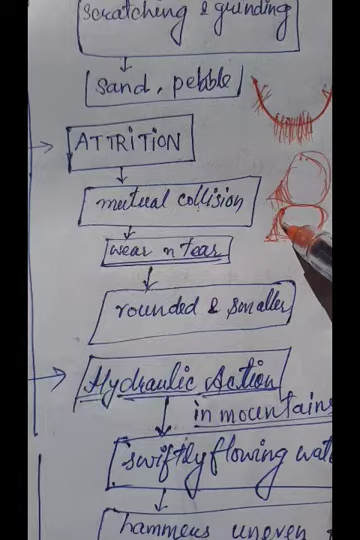 scratching & grinding
sand, pebble
ATTRITION
mutual collision
wear n tear
rounded & smaller
Hydraulic Action
in mountains
swiftly flowing wat
hammers uneven